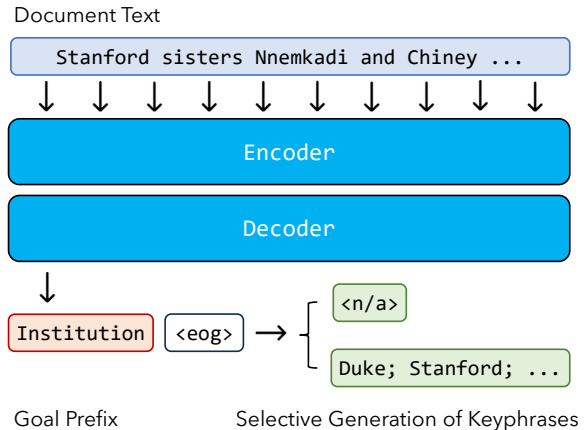 Document Text
Stanford sisters Nnemkadi and Chiney ...
Encoder
Decoder
Institution <eog> <n/a>
Duke; Stanford; ...
Goal Prefix Selective Generation of Keyphrases